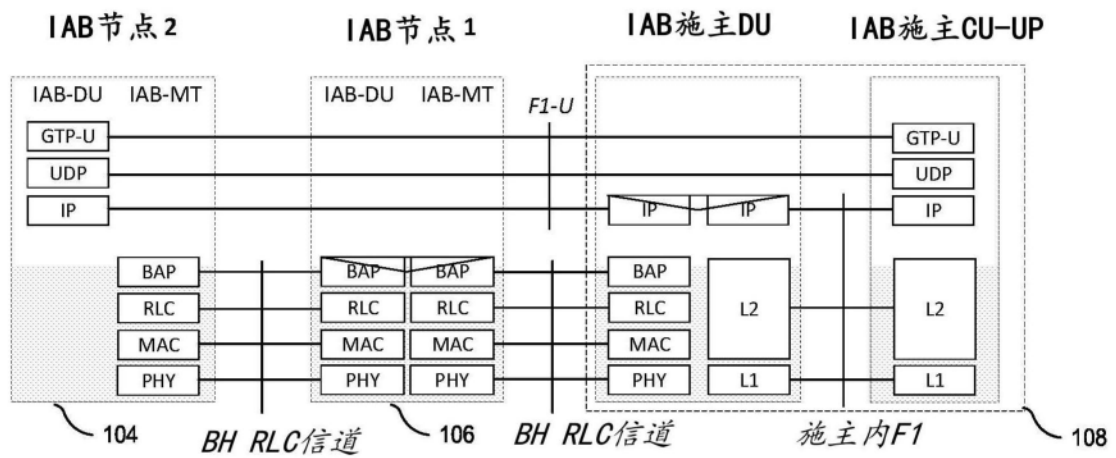 IAB节点2 IAB节点1 IAB施主DU IAB施主CU-UP
IAB-DU IAB-MT IAB-DU IAB-MT
F1-U
GTP-U GTP-U
UDP UDP
IP IP IP IP
BAP BAP BAP BAP
RLC RLC RLC RLC L2 L2
MAC MAC MAC MAC
PHY PHY PHY PHY L1 L1
104 BH RLC信道 106 BH RLC信道 施主内F1 108